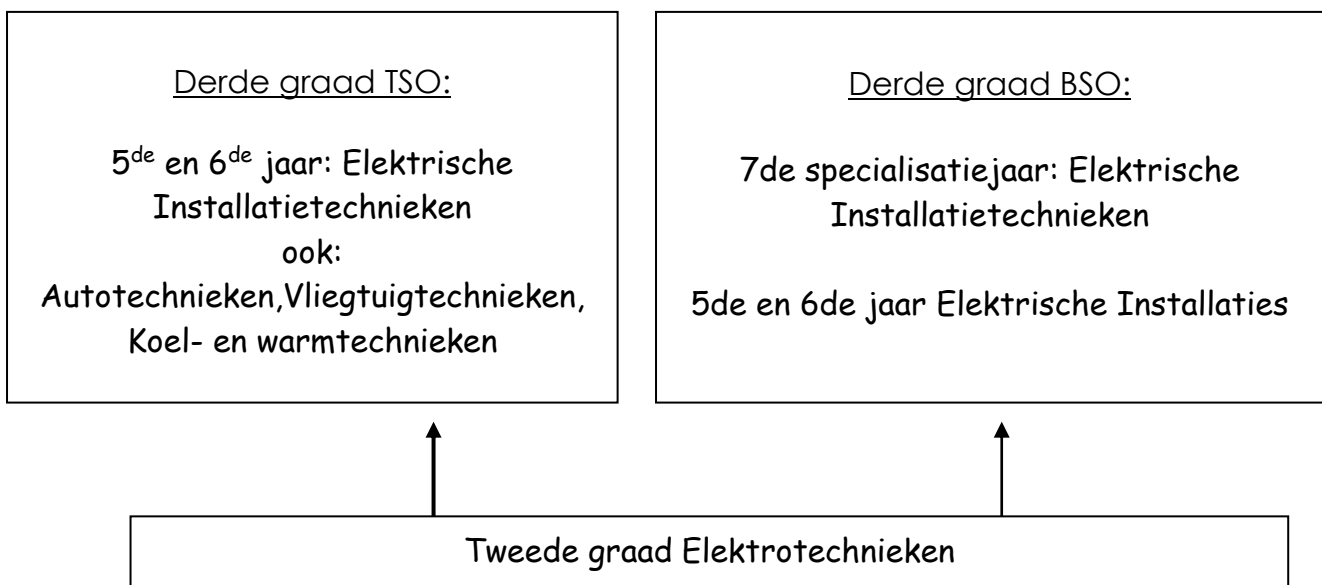 Derde graad TSO:
5de en 6de jaar: Elektrische
Installatietechnieken
ook:
Autotechnieken,Vliegtuigtechnieken,
Koel- en warmtechnieken
Derde graad BSO:
7de specialisatiejaar: Elektrische
Installatietechnieken
5de en 6de jaar Elektrische Installaties
Tweede graad Elektrotechnieken